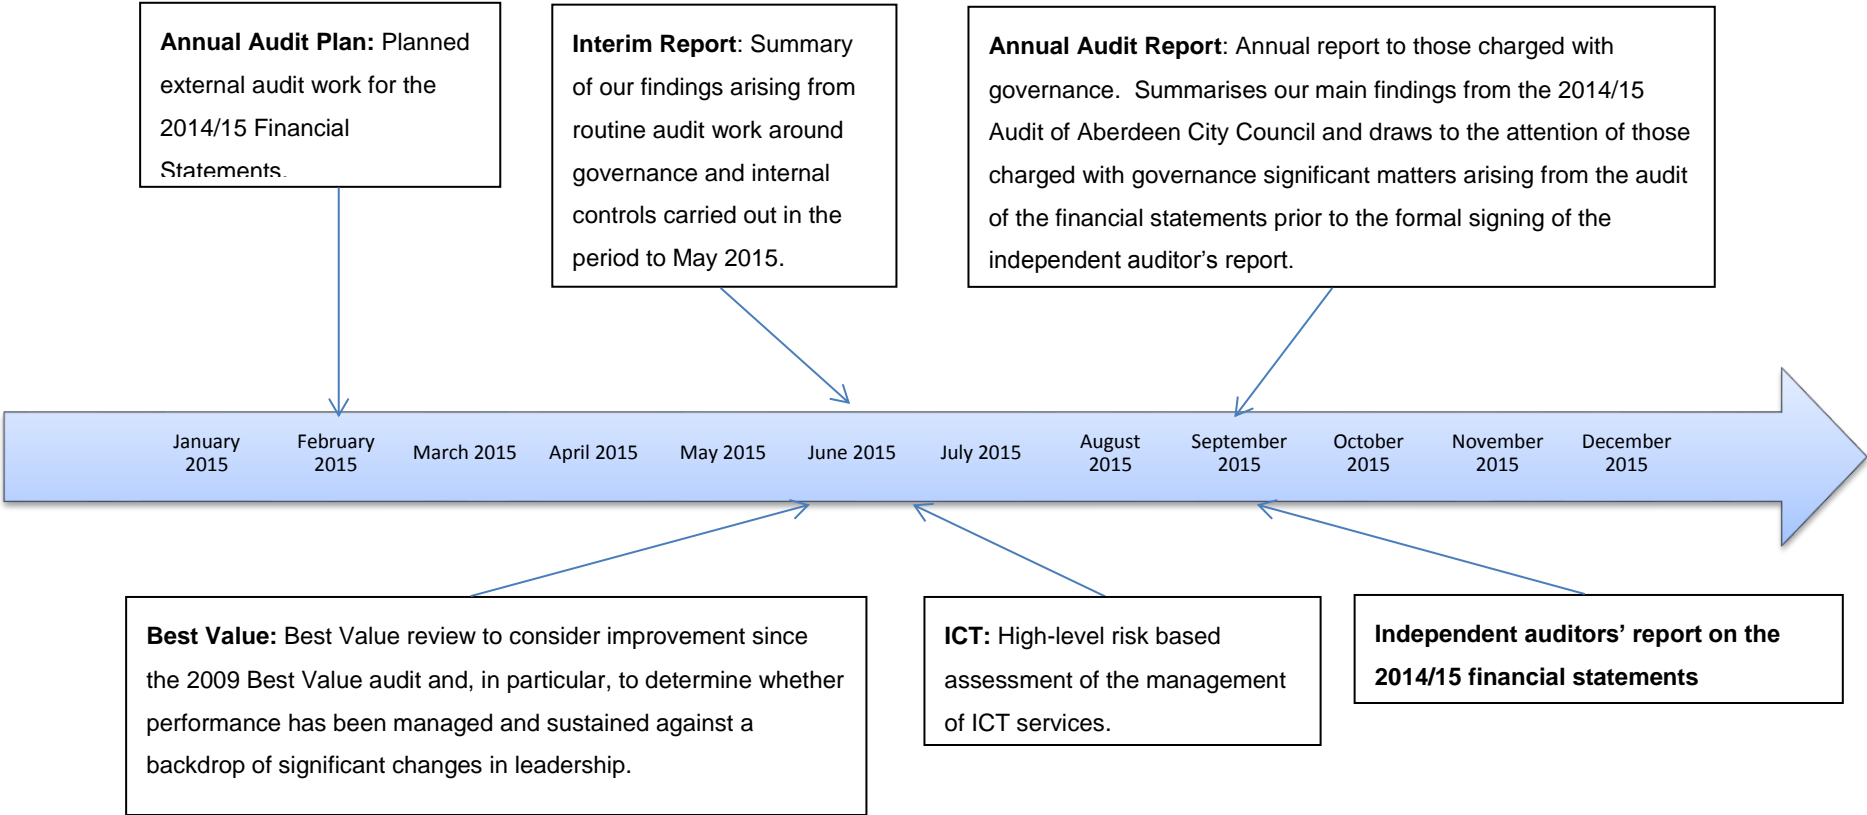 Annual Audit Plan: Planned
external audit work for the
2014/15 Financial
Statements.
Interim Report: Summary
of our findings arising from
routine audit work around
governance and internal
controls carried out in the
period to May 2015.
Annual Audit Report: Annual report to those charged with
governance.  Summarises our main findings from the 2014/15
Audit of Aberdeen City Council and draws to the attention of those
charged with governance significant matters arising from the audit
of the financial statements prior to the formal signing of the
independent auditor’s report.
January
2015
February
2015
March 2015
April 2015
May 2015
June 2015
July 2015
August
2015
September
2015
October
2015
November
2015
December
2015
Best Value: Best Value review to consider improvement since
the 2009 Best Value audit and, in particular, to determine whether
performance has been managed and sustained against a
backdrop of significant changes in leadership.
ICT: High-level risk based
assessment of the management
of ICT services.
Independent auditors’ report on the
2014/15 financial statements